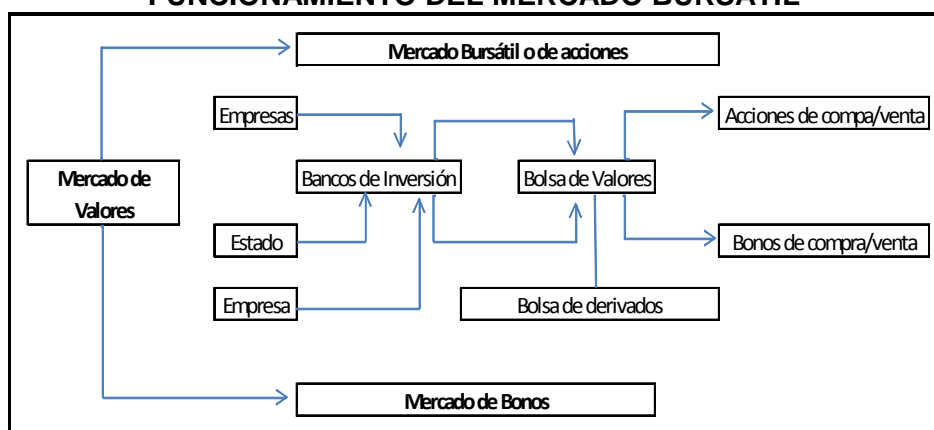 FUNCIONAMIENTO DEL MERCADO BURSÁTIL
Mercado Bursátil o de acciones
Empresas
Acciones de compa/venta
Mercado de
Valores
Bancos de Inversión
Bolsa de Valores
Estado
Bonos de compra/venta
Empresa
Bolsa de derivados
Mercado de Bonos